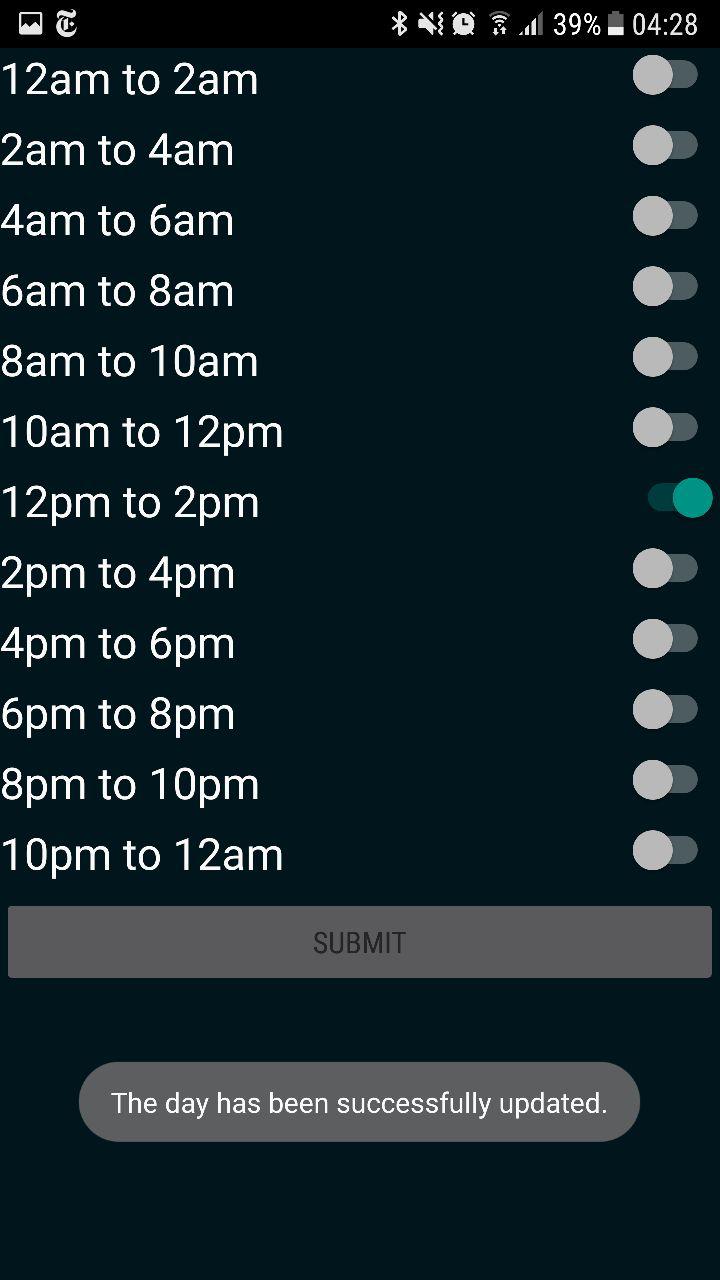 39% 04:28
12am to 2am
2am to 4am
4am to 6am
6am to 8am
8am to 10am
10am to 12pm
12pm to 2pm
2pm to 4pm
4pm to 6pm
6pm to 8pm
8pm to 10pm
10pm to 12am
SUBMIT
The day has been successfully updated.